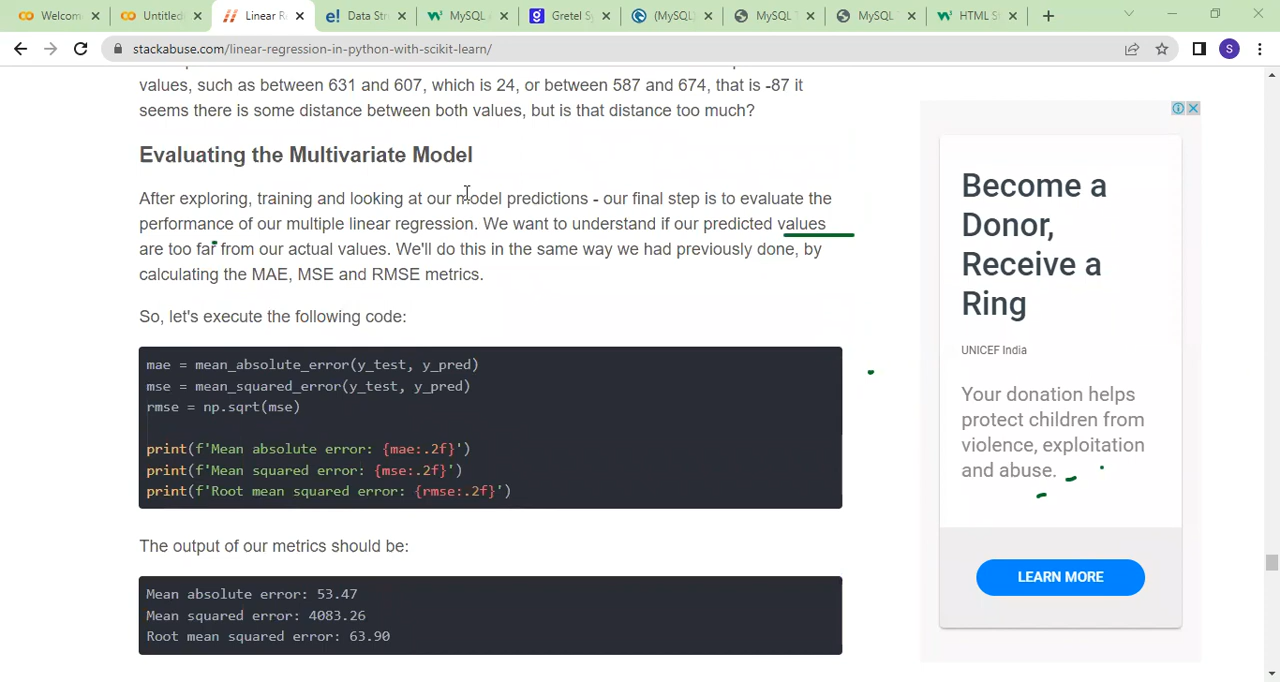 Welcom
Untitled
Linear R
Data Str
MySQL A
Gretel Sy
(MySQL)
MySQL T
MySQL T
HTML St
stackabuse.com/linear-regression-in-python-with-scikit-learn/
S
values, such as between 631 and 607, which is 24, or between 587 and 674, that is -87 it
seems there is some distance between both values, but is that distance too much?
Evaluating the Multivariate Model
After exploring, training and looking at our model predictions - our final step is to evaluate the
performance of our multiple linear regression. We want to understand if our predicted values
are too far from our actual values. We'll do this in the same way we had previously done, by
calculating the MAE, MSE and RMSE metrics.
So, let's execute the following code:
mae = mean_absolute_error(y_test, y_pred)
mse = mean_squared_error(y_test, y_pred)
rmse = np.sqrt(mse)
print(f'Mean absolute error: {mae:.2f}')
print(f'Mean squared error: {mse:.2f}')
print(f'Root mean squared error: {rmse:.2f}')
The output of our metrics should be:
Mean absolute error: 53.47
Mean squared error: 4083.26
Root mean squared error: 63.90
Become a
Donor,
Receive a
Ring
UNICEF India
Your donation helps
protect children from
violence, exploitation
and abuse.
LEARN MORE